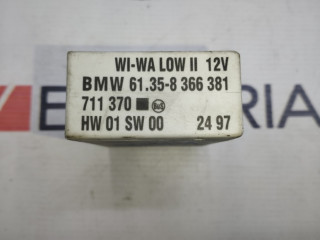 WI-WA LOW II 12V
BMW 61.35-8 366 381
711 370
HW 01 SW 00 24 97